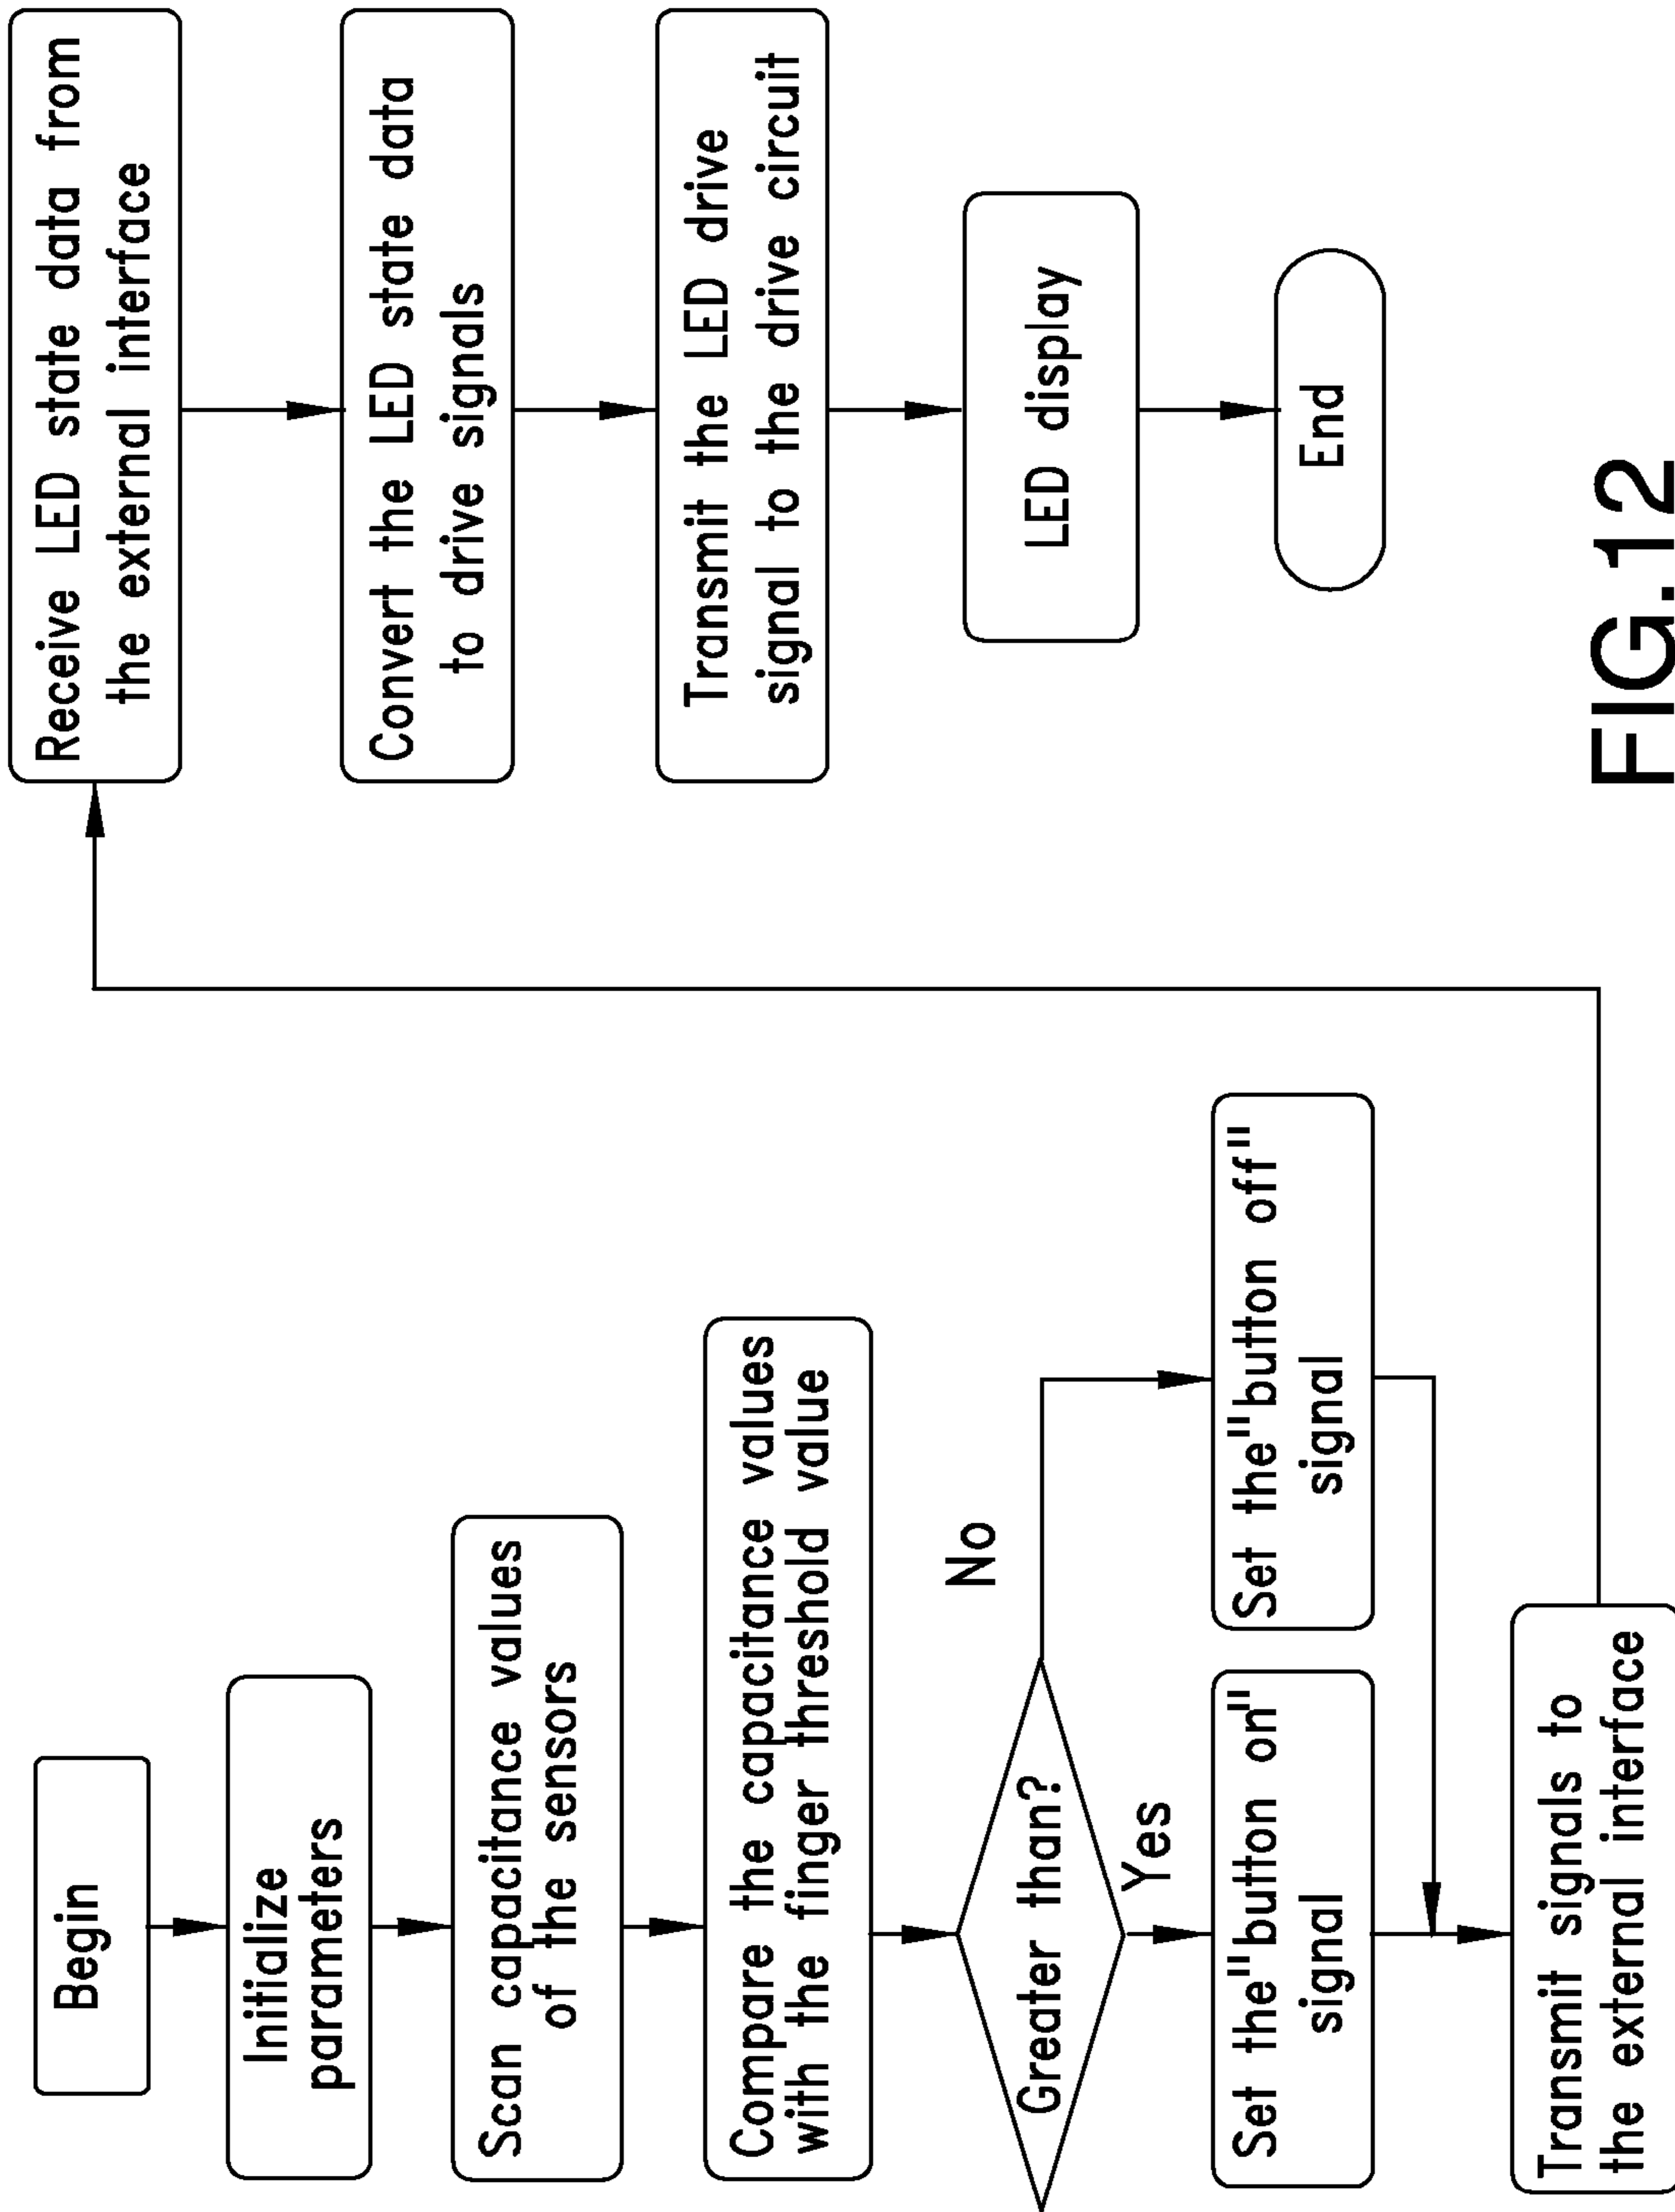 Begin
Initialize
parameters
Scan capacitance values
of the sensors
Compare the capacitance values
with the finger threshold value
Greater than?
No
Yes
Set the"button on"
signal
Set the"button off"
signal
Transmit signals to
the external interface
Receive LED state data from
the external interface
Convert the LED state data
to drive signals
Transmit the LED drive
signal to the drive circuit
LED display
End
FIG.12